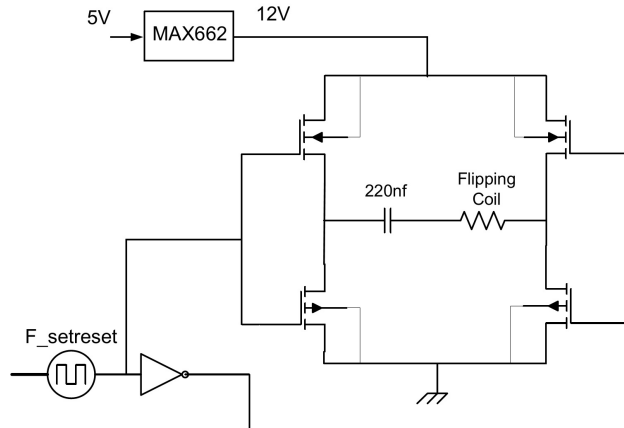 5V
MAX662
12V
220nf
Flipping
Coil
F_setreset